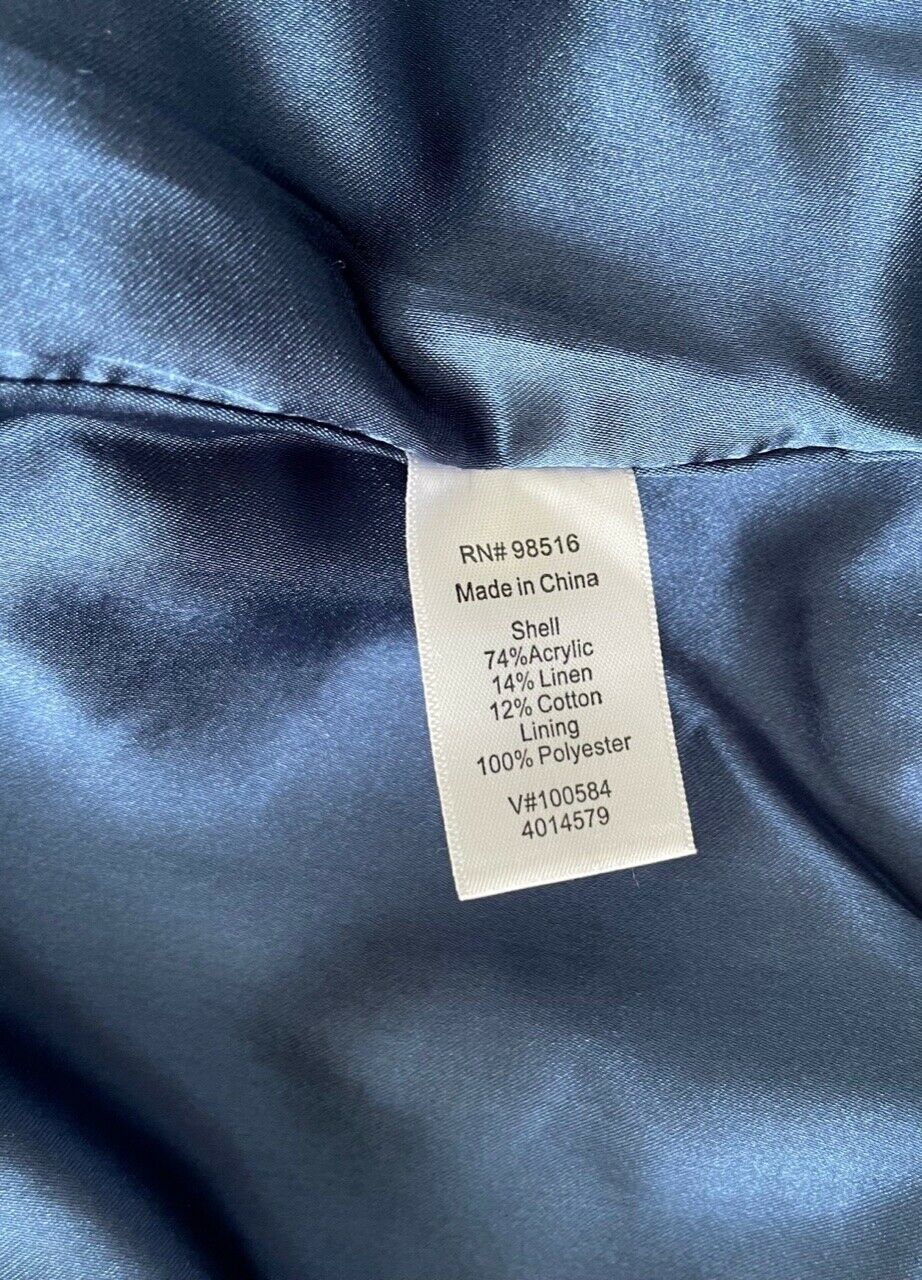 RN# 98516
Made in China
Shell
74%Acrylic
14% Linen
12% Cotton
Lining
100% Polyester
V#100584
4014579